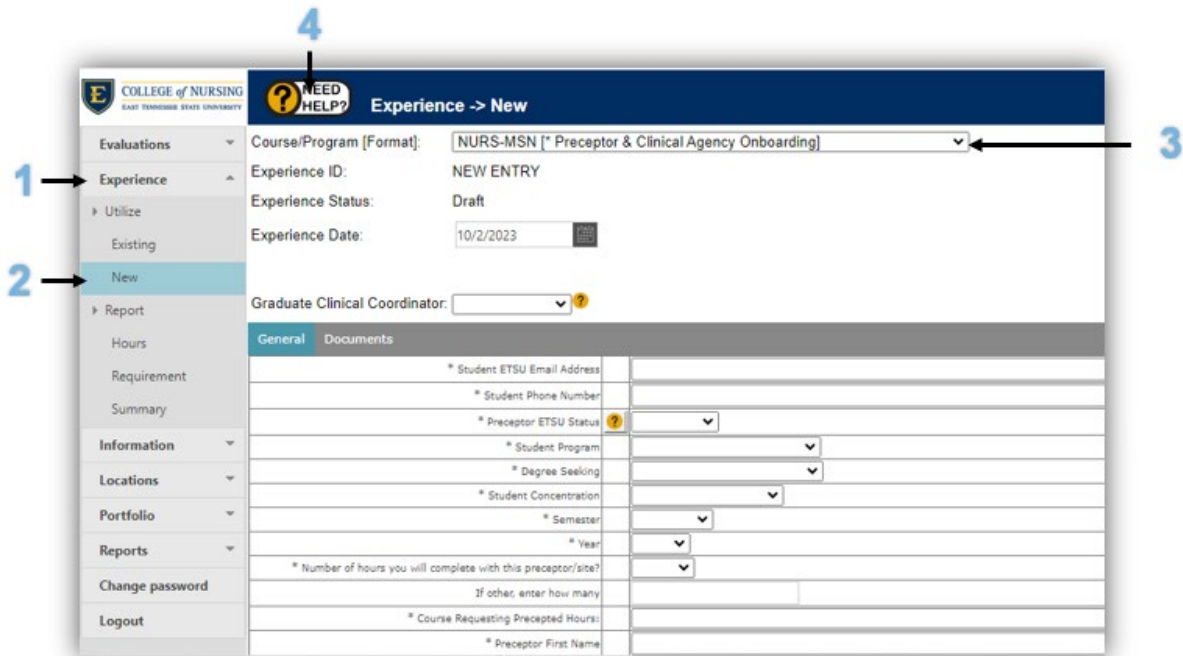 4
COLLEGE of NURSING
EAST TENNESSEE STATE UNIVERSITY
? NEED HELP?
Experience -> New
Evaluations
1
Experience
Utilize
Existing
2
New
Report
Hours
Requirement
Summary
Information
Locations
Portfolio
Reports
Change password
Logout
Course/Program [Format]: NURS-MSN [* Preceptor & Clinical Agency Onboarding]
3
Experience ID: NEW ENTRY
Experience Status: Draft
Experience Date: 10/2/2023
Graduate Clinical Coordinator: ?
General Documents
* Student ETSU Email Address
* Student Phone Number
* Preceptor ETSU Status ?
* Student Program
* Degree Seeking
* Student Concentration
* Semester
* Year
* Number of hours you will complete with this preceptor/site?
If other, enter how many
* Course Requesting Precepted Hours:
* Preceptor First Name